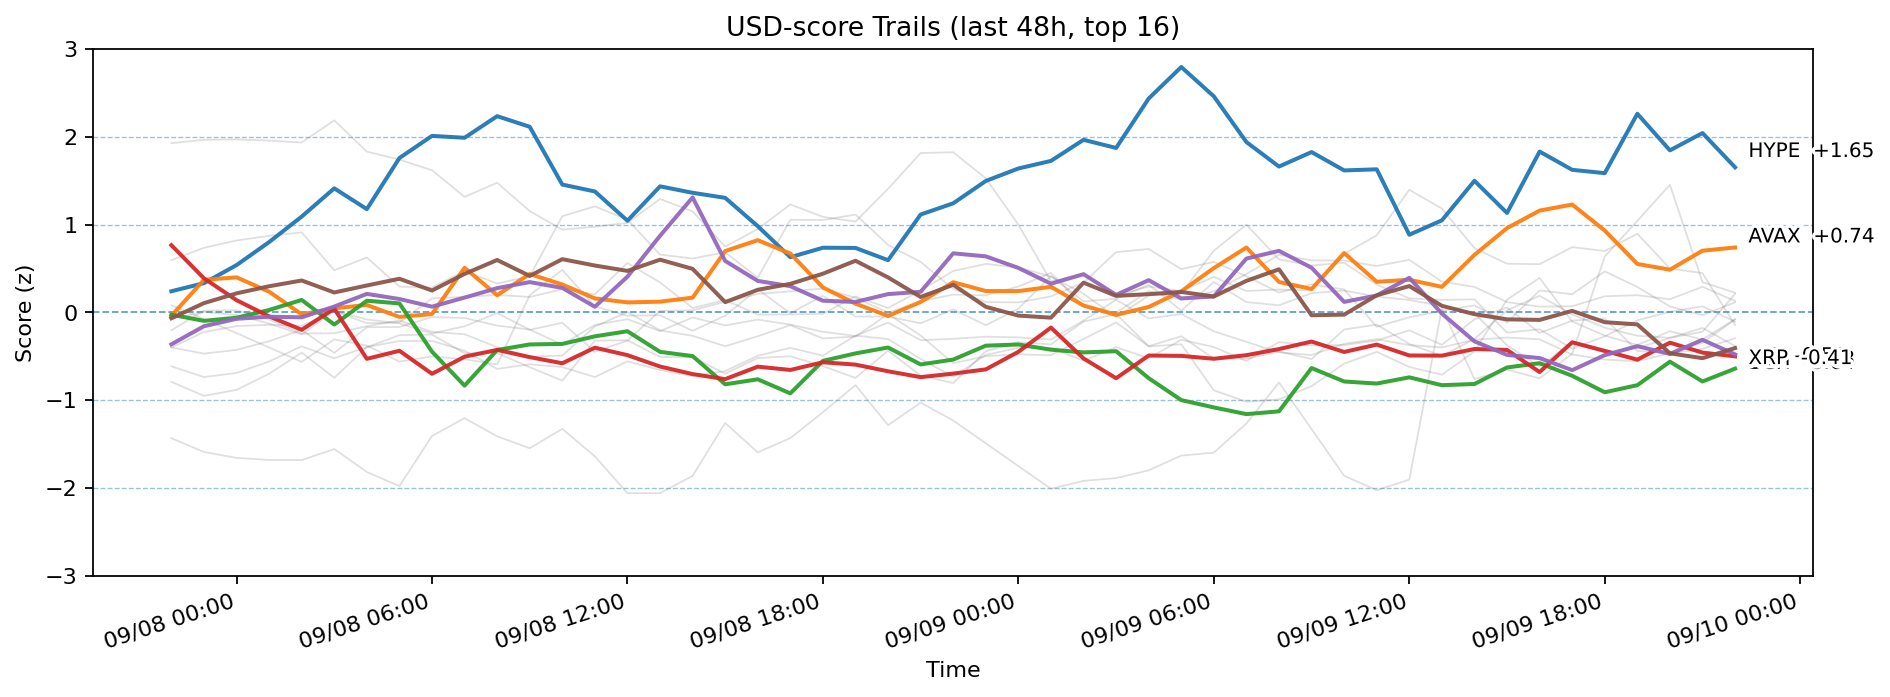 USD-score Trails (last 48h, top 16)
Score (z)
3
2
1
0
−1
−2
−3
HYPE +1.65
AVAX +0.74
XRP -0.41
09/08 00:00
09/08 06:00
09/08 12:00
09/08 18:00
09/09 00:00
09/09 06:00
09/09 12:00
09/09 18:00
09/10 00:00
Time